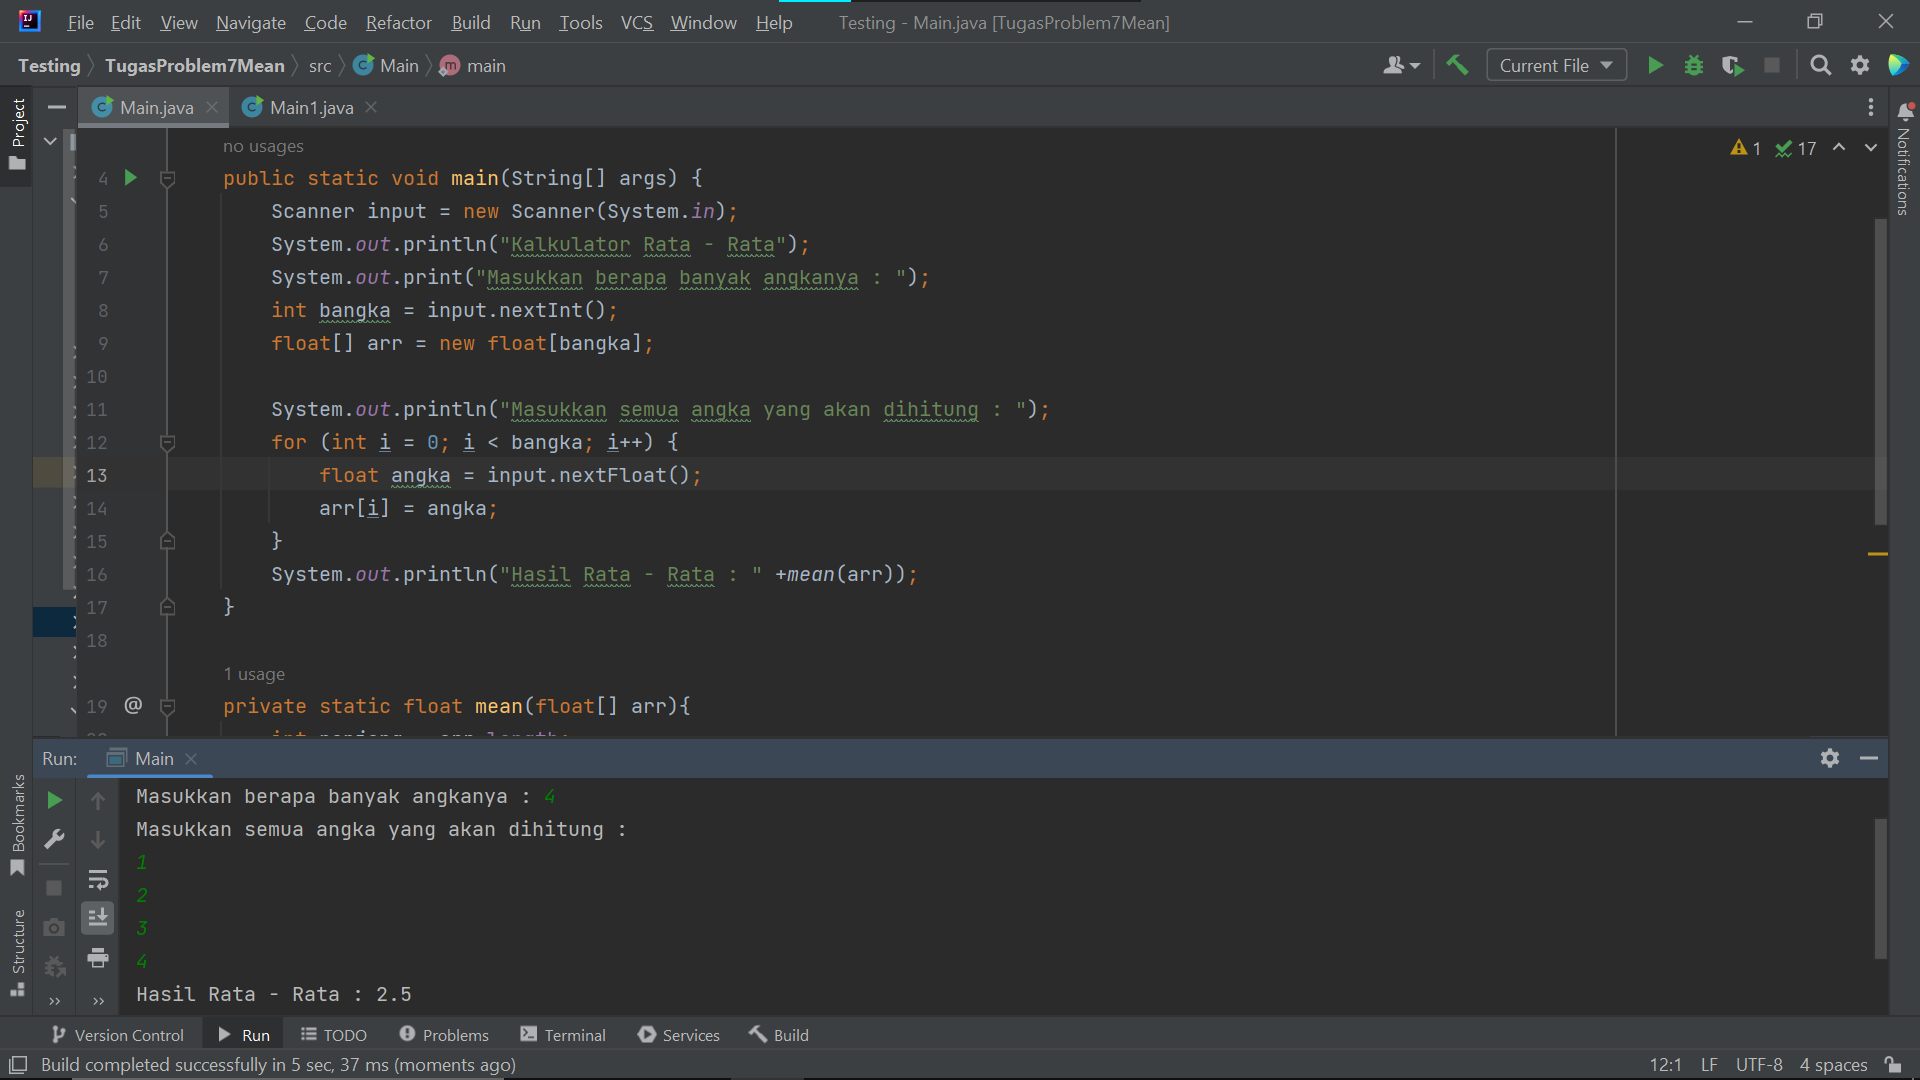 File Edit View Navigate Code Refactor Build Run Tools VCS Window Help Testing - Main.java [TugasProblem7Mean]
Testing TugasProblem7Mean src Main main Current File
Project
Main.java Main1.java
Notifications
no usages
1 17
4 public static void main(String[] args) {
5 Scanner input = new Scanner(System.in);
6 System.out.println("Kalkulator Rata - Rata");
7 System.out.print("Masukkan berapa banyak angkanya : ");
8 int bangka = input.nextInt();
9 float[] arr = new float[bangka];
10
11 System.out.println("Masukkan semua angka yang akan dihitung : ");
12 for (int i = 0; i < bangka; i++) {
13 float angka = input.nextFloat();
14 arr[i] = angka;
15 }
16 System.out.println("Hasil Rata - Rata : " +mean(arr));
17 }
18
1 usage
19 @ private static float mean(float[] arr){
Run: Main
Bookmarks
Structure
Masukkan berapa banyak angkanya : 4
Masukkan semua angka yang akan dihitung :
1
2
3
4
Hasil Rata - Rata : 2.5
Version Control Run TODO Problems Terminal Services Build
Build completed successfully in 5 sec, 37 ms (moments ago) 12:1 LF UTF-8 4 spaces